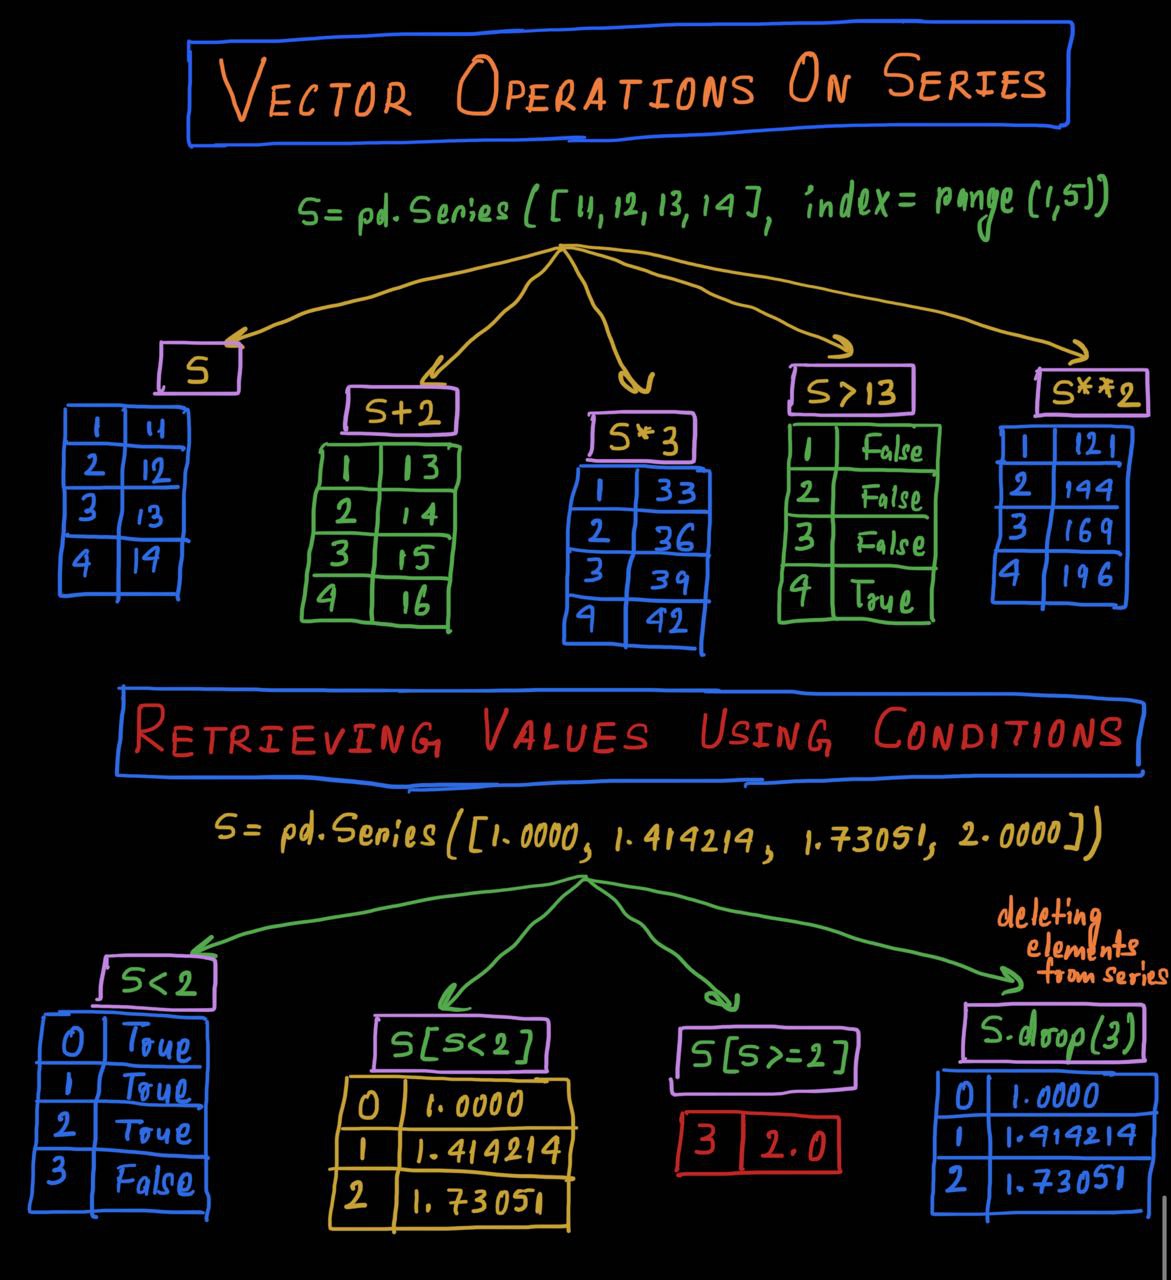 VECTOR OPERATIONS ON SERIES
S= pd.Series([11,12,13,14], index= range(1,5))
S
1 11
2 12
3 13
4 14
S+2
1 13
2 14
3 15
4 16
S*3
1 33
2 36
3 39
4 42
S>13
1 False
2 False
3 False
4 True
S**2
1 121
2 144
3 169
4 196
RETRIEVING VALUES USING CONDITIONS
S= pd.Series([1.0000, 1.414214, 1.73051, 2.0000])
S<2
0 True
1 True
2 True
3 False
S[S<2]
0 1.0000
1 1.414214
2 1.73051
S[S>=2]
3 2.0
deleting
elements
from series
S.drop(3)
0 1.0000
1 1.414214
2 1.73051